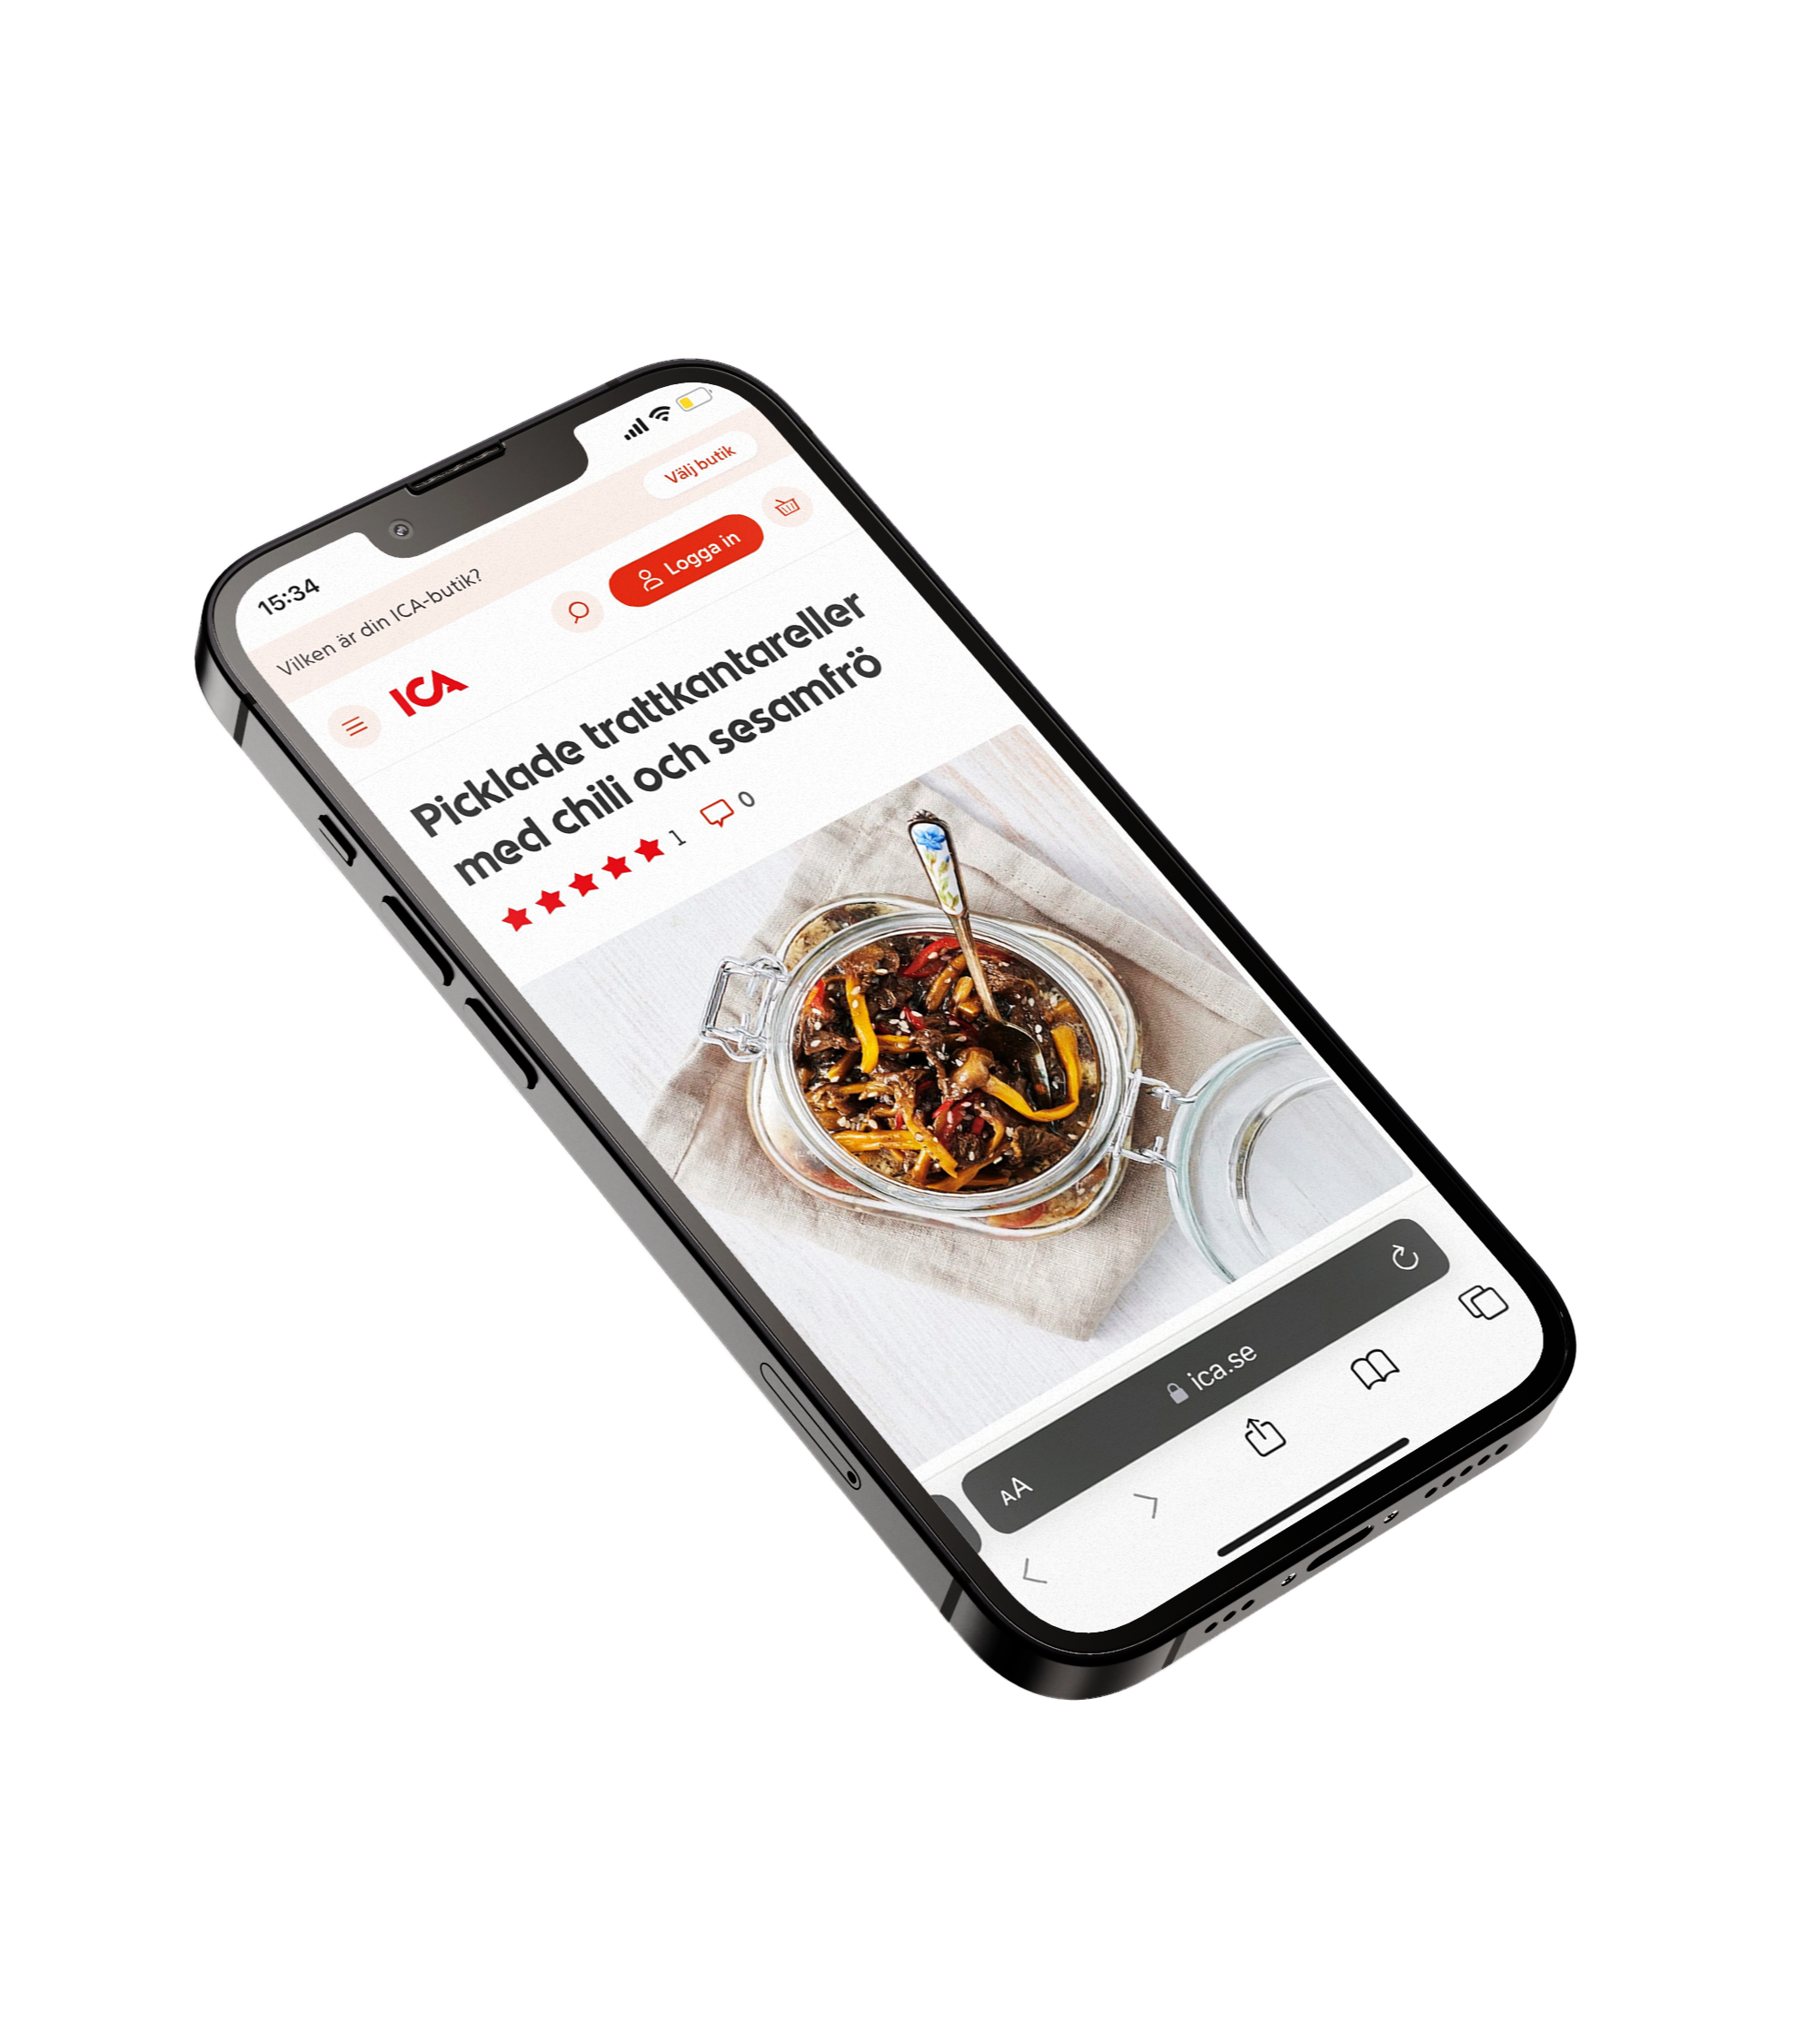 15:34
Vilken är din ICA-butik?
Välj butik
ICA
Logga in
Picklade trattkantareller
med chili och sesamfrö
1
0
AA
ica.se